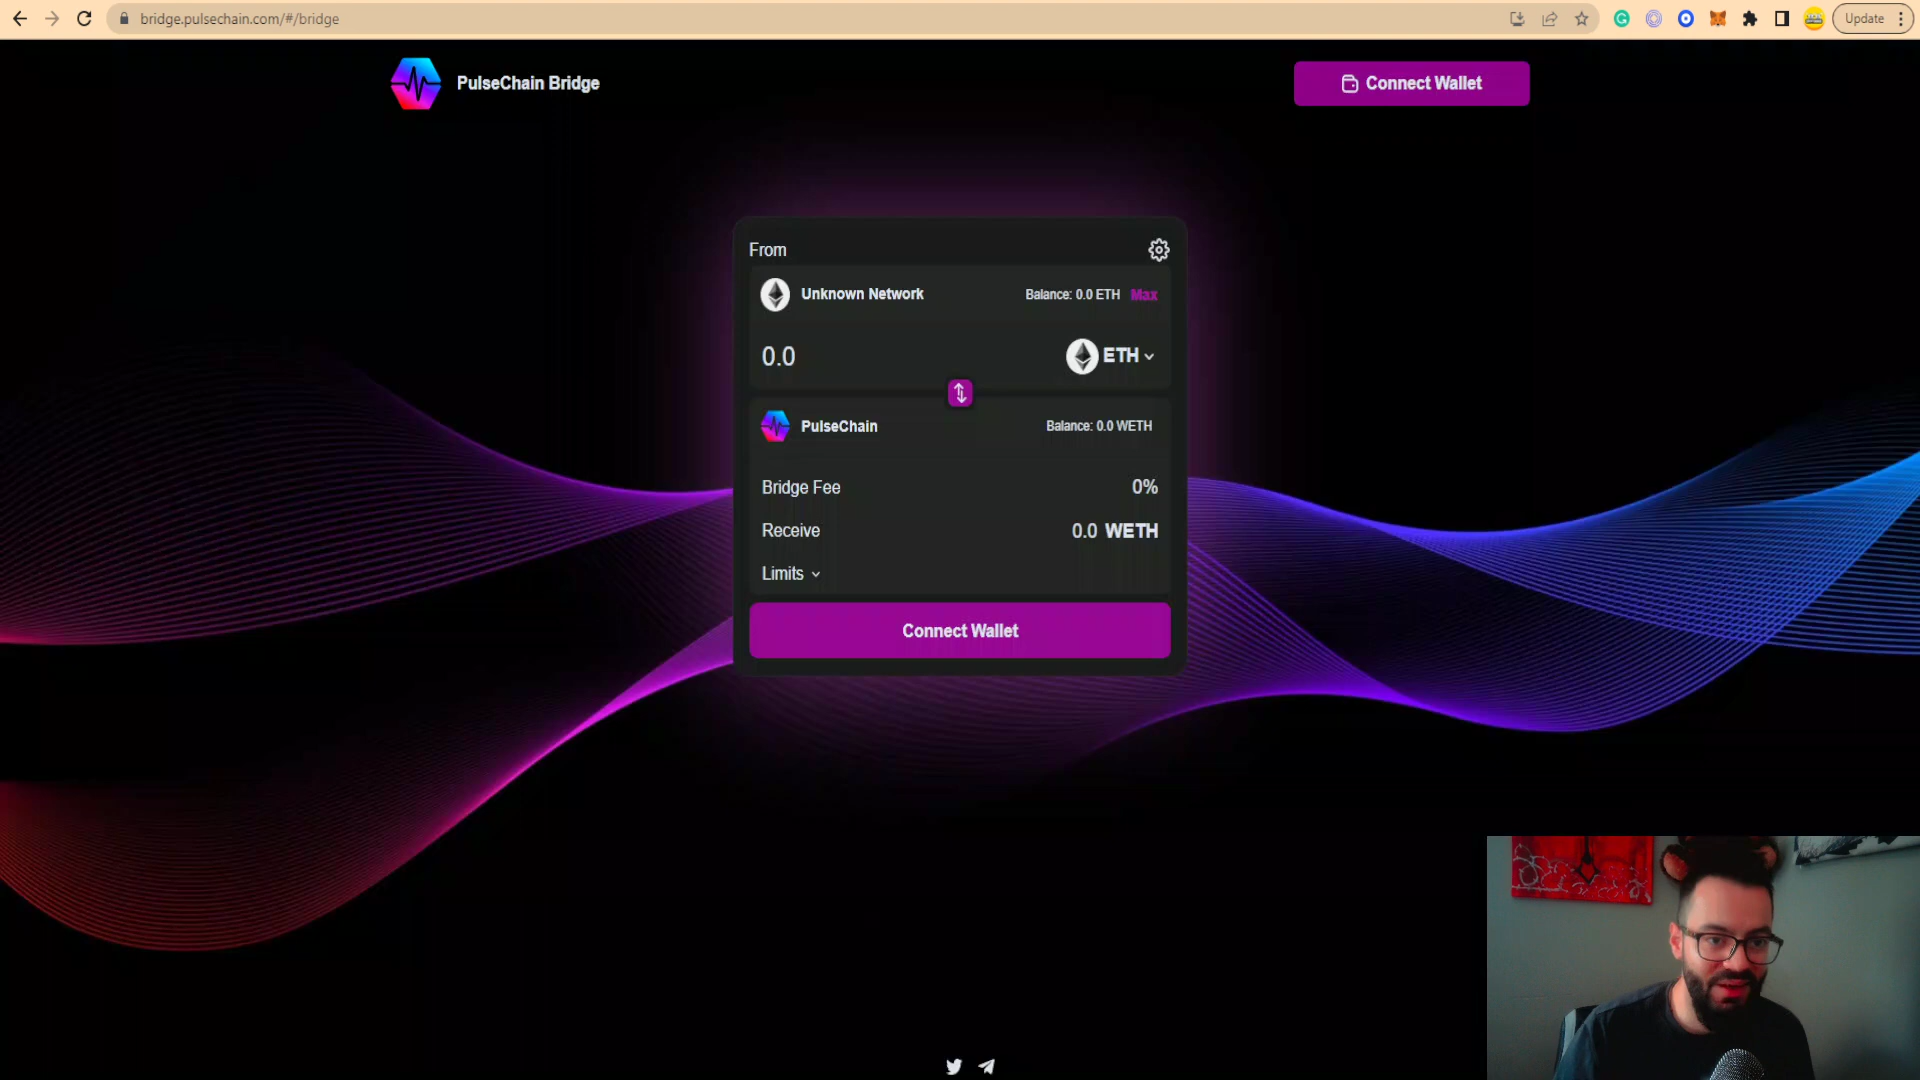 bridge.pulsechain.com/#/bridge
Update
PulseChain Bridge
Connect Wallet
From
Unknown Network
Balance: 0.0 ETH Max
0.0
ETH
PulseChain
Balance: 0.0 WETH
Bridge Fee
0%
Receive
0.0 WETH
Limits
Connect Wallet